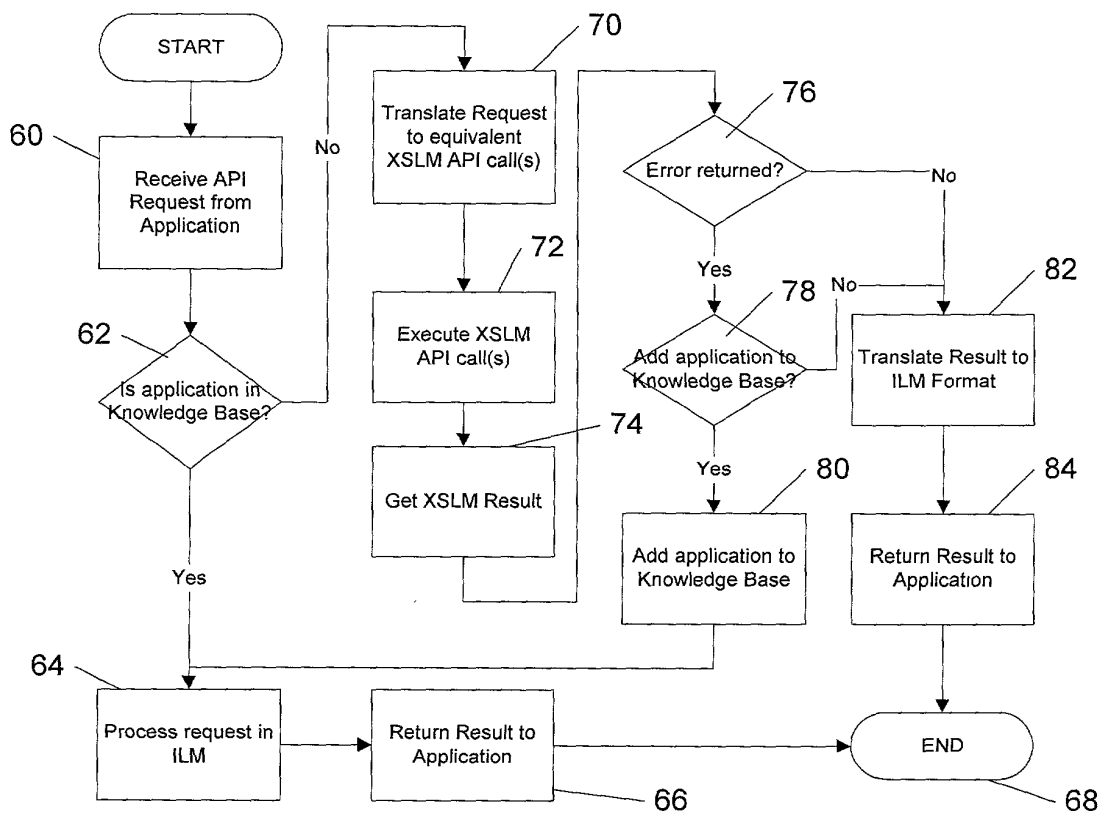 START
60
Receive API
Request from
Application
62
Is application in
Knowledge Base?
No
Yes
64
Process request in
ILM
70
Translate Request
to equivalent
XSLM API call(s)
72
Execute XSLM
API call(s)
74
Get XSLM Result
Return Result to
Application
66
76
Error returned?
No
Yes
78
Add application to
Knowledge Base?
No
Yes
80
Add application to
Knowledge Base
82
Translate Result to
ILM Format
84
Return Result to
Application
END
68